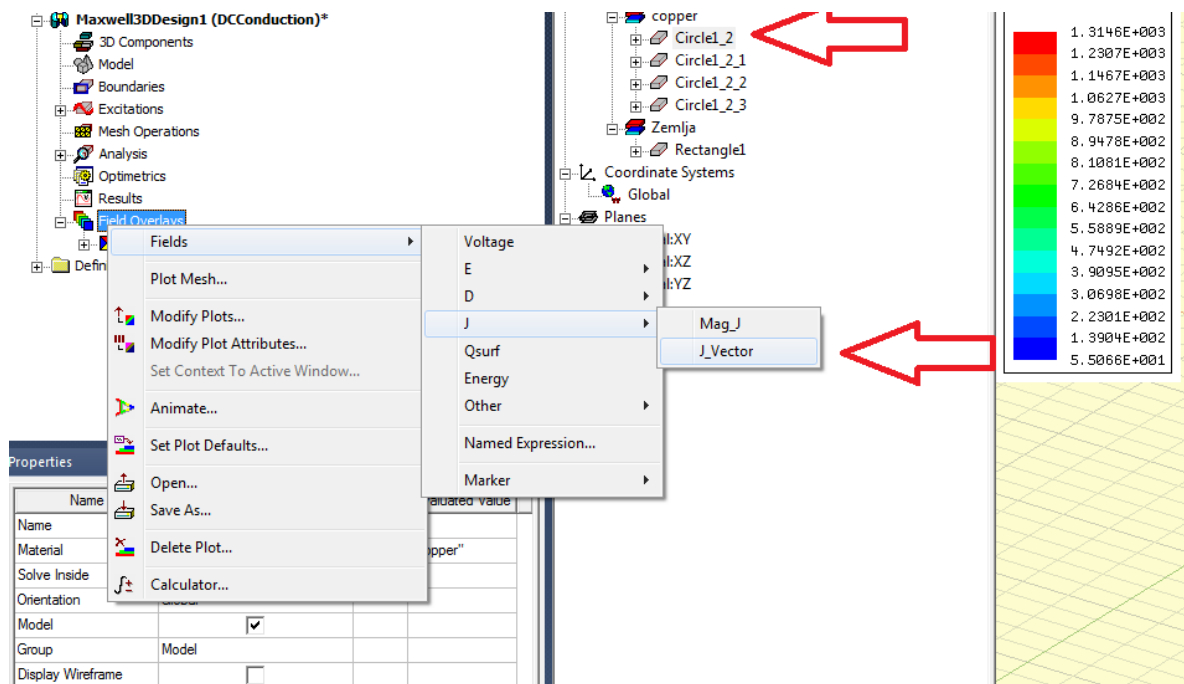 Maxwell3DDesign1 (DCConduction)*
3D Components
Model
Boundaries
Excitations
Mesh Operations
Analysis
Optimetrics
Results
Field Overlays
Defin
Fields
Plot Mesh...
Modify Plots...
Modify Plot Attributes...
Set Context To Active Window...
Animate...
Set Plot Defaults...
Open...
Save As...
Delete Plot...
Calculator...
Voltage
E
D
J
Qsurf
Energy
Other
Named Expression...
Marker
Mag_J
J_Vector
copper
Circle1_2
Circle1_2_1
Circle1_2_2
Circle1_2_3
Zemlja
Rectangle1
Coordinate Systems
Global
Planes
al:XY
al:XZ
al:YZ
1.3146E+003
1.2307E+003
1.1467E+003
1.0627E+003
9.7875E+002
8.9478E+002
8.1081E+002
7.2684E+002
6.4286E+002
5.5889E+002
4.7492E+002
3.9095E+002
3.0698E+002
2.2301E+002
1.3904E+002
5.5066E+001
Properties
Name
Name
Material opper"
Solve Inside
Orientation
Model
Group Model
Display Wireframe